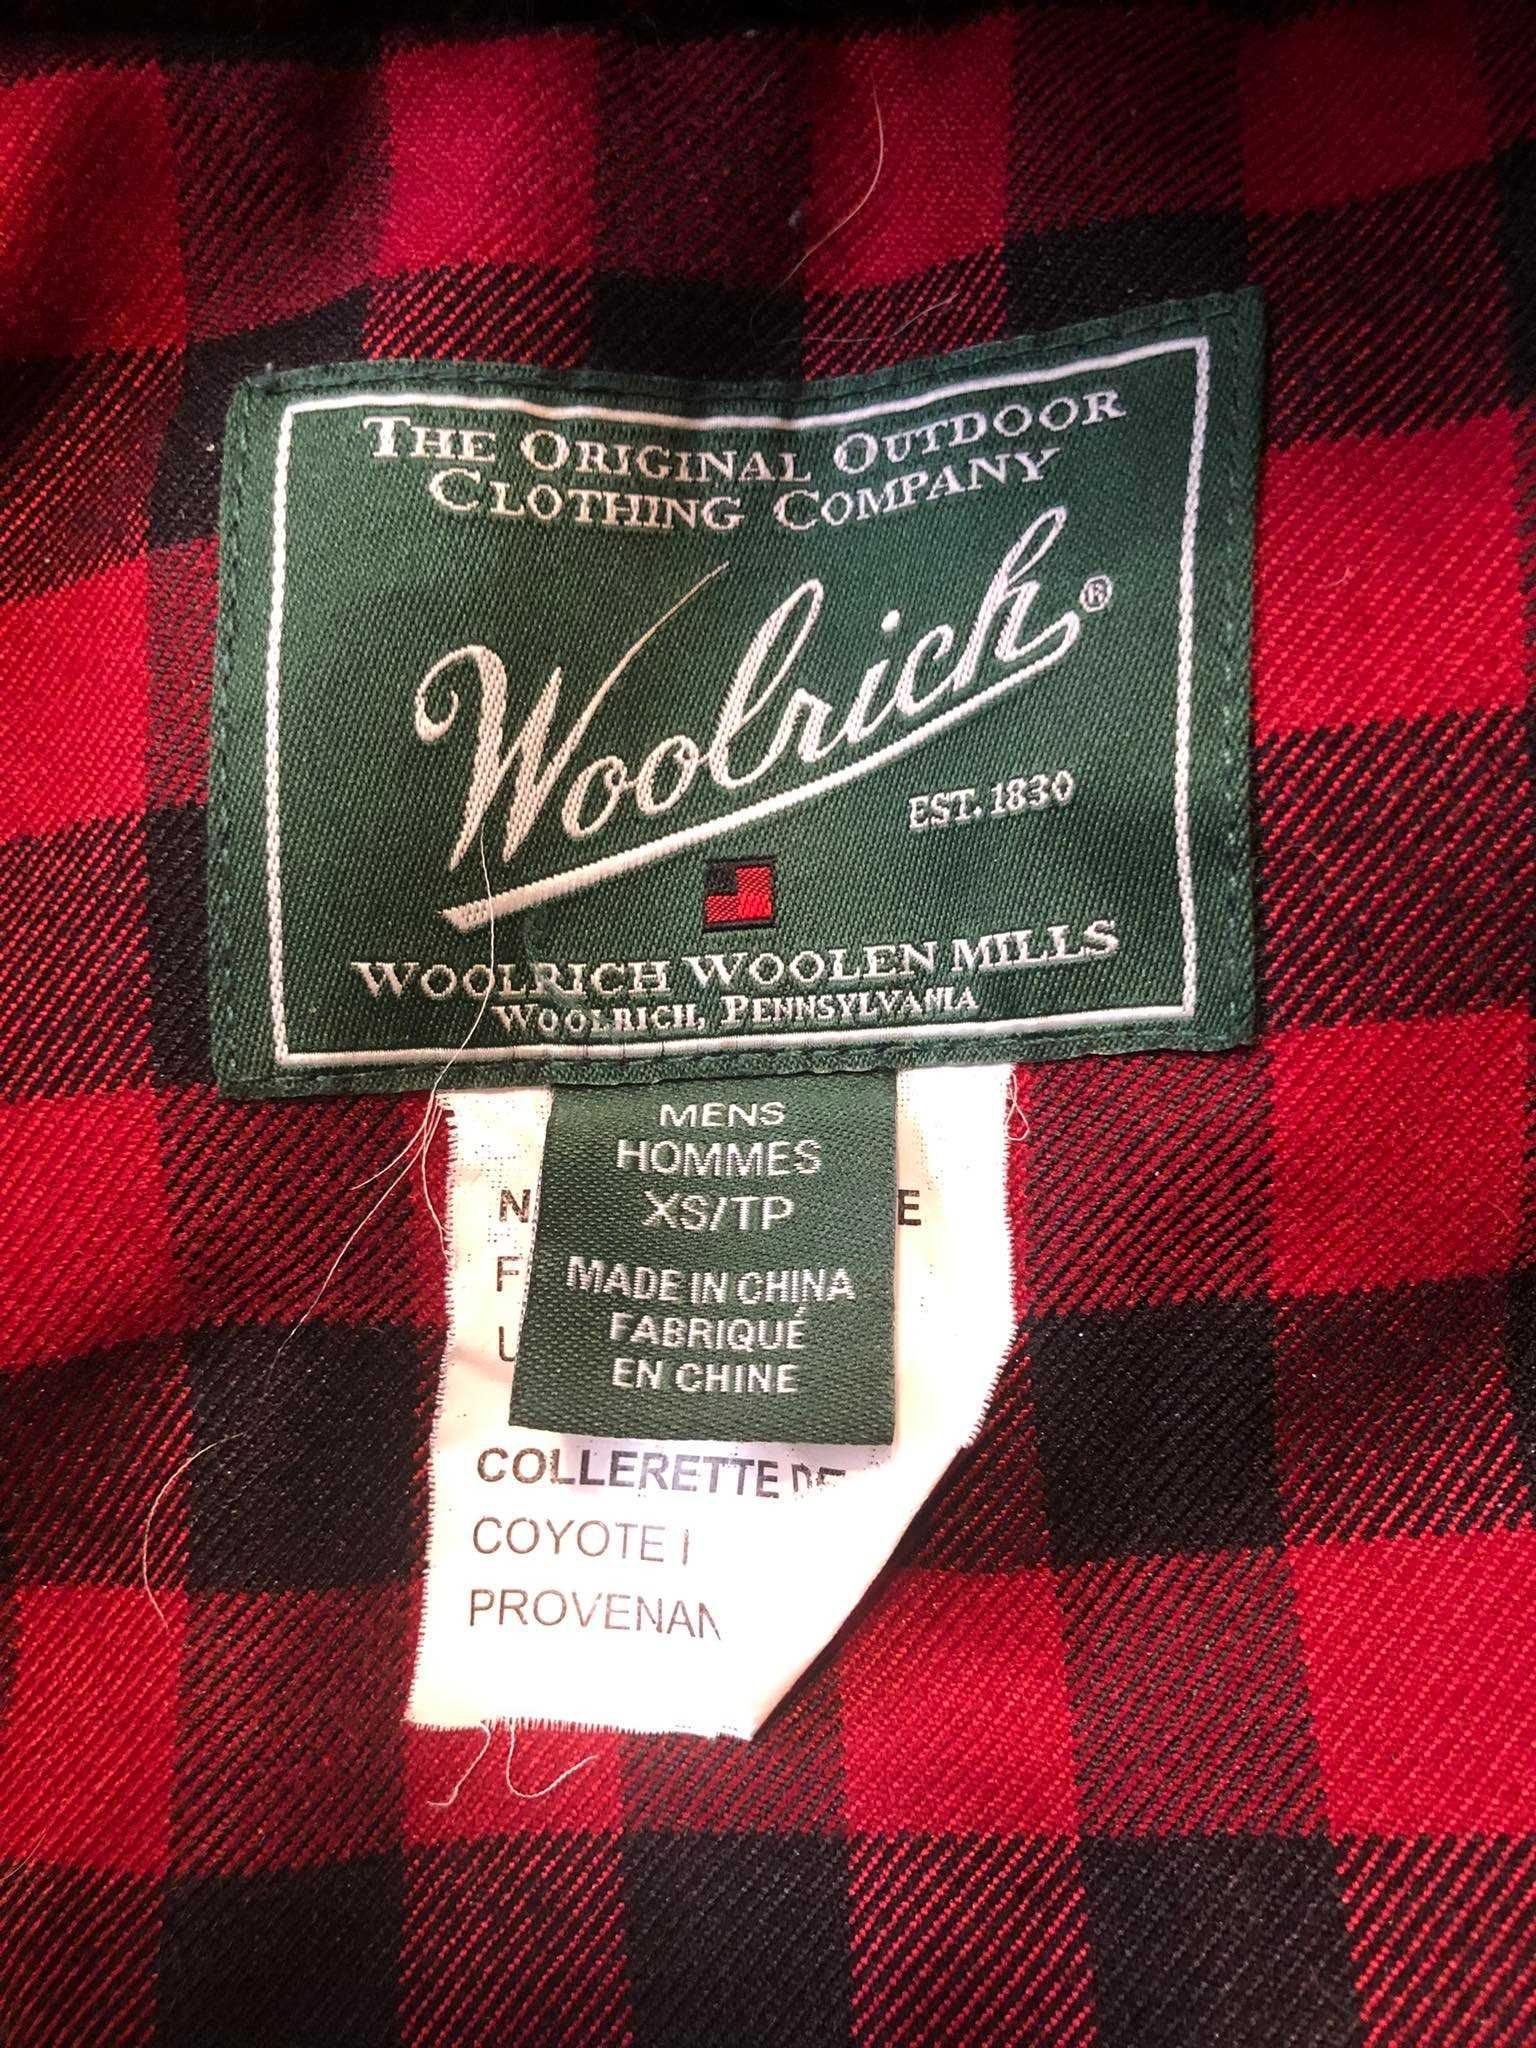 THE ORIGINAL OUTDOOR
CLOTHING COMPANY
Woolrich®
EST. 1830
WOOLRICH WOOLEN MILLS
WOOLRICH, PENNSYLVANIA
MENS
HOMMES
XS/TP
MADE IN CHINA
FABRIQUÉ
EN CHINE
COLLERETTE DE
COYOTE